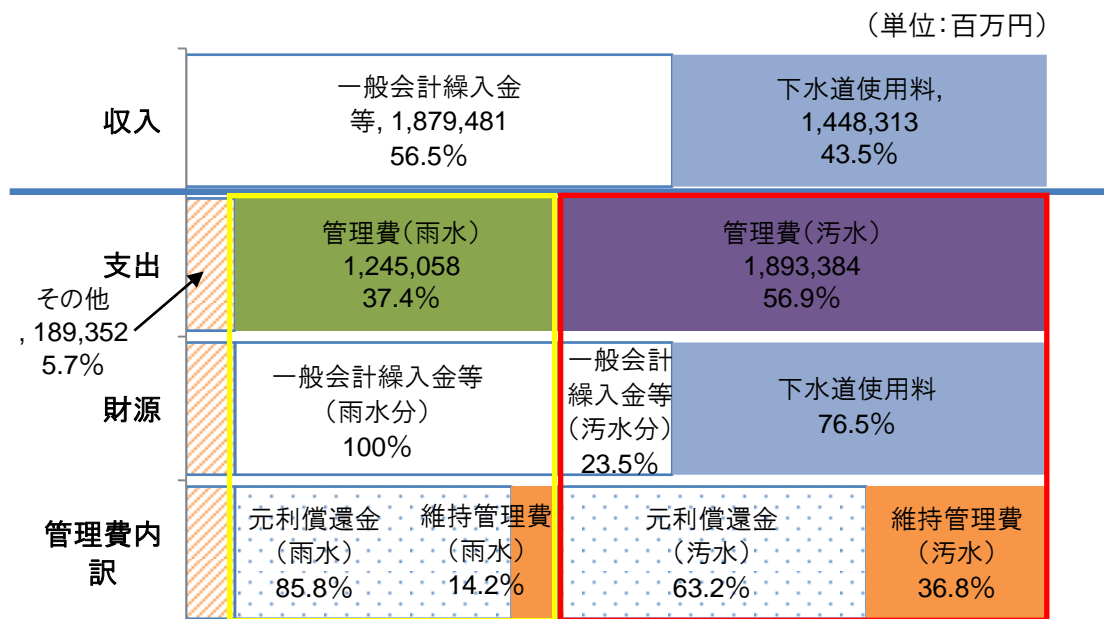 （単位：百万円）
収入
一般会計繰入金
等, 1,879,481
56.5%
下水道使用料,
1,448,313
43.5%
支出
その他
, 189,352
5.7%
管理費（雨水）
1,245,058
37.4%
管理費（汚水）
1,893,384
56.9%
財源
一般会計繰入金等
（雨水分）
100%
一般会計
繰入金等
（汚水分）
23.5%
下水道使用料
76.5%
管理費内
訳
元利償還金
（雨水）
85.8%
維持管理費
（雨水）
14.2%
元利償還金
（汚水）
63.2%
維持管理費
（汚水）
36.8%